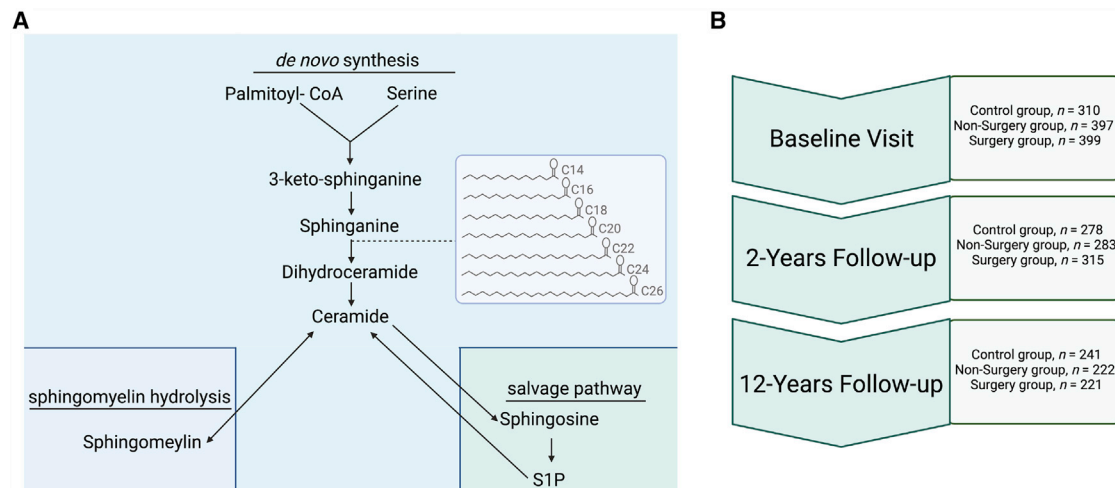 A
de novo synthesis
Palmitoyl- CoA
Serine
3-keto-sphinganine
Sphinganine
Dihydroceramide
Ceramide
C14
C16
C18
C20
C22
C24
C26
sphingomyelin hydrolysis
Sphingomeylin
salvage pathway
Sphingosine
S1P
B
Baseline Visit
Control group, n = 310
Non-Surgery group, n = 397
Surgery group, n = 399
2-Years Follow-up
Control group, n = 278
Non-Surgery group, n = 283
Surgery group, n = 315
12-Years Follow-up
Control group, n = 241
Non-Surgery group, n = 222
Surgery group, n = 221